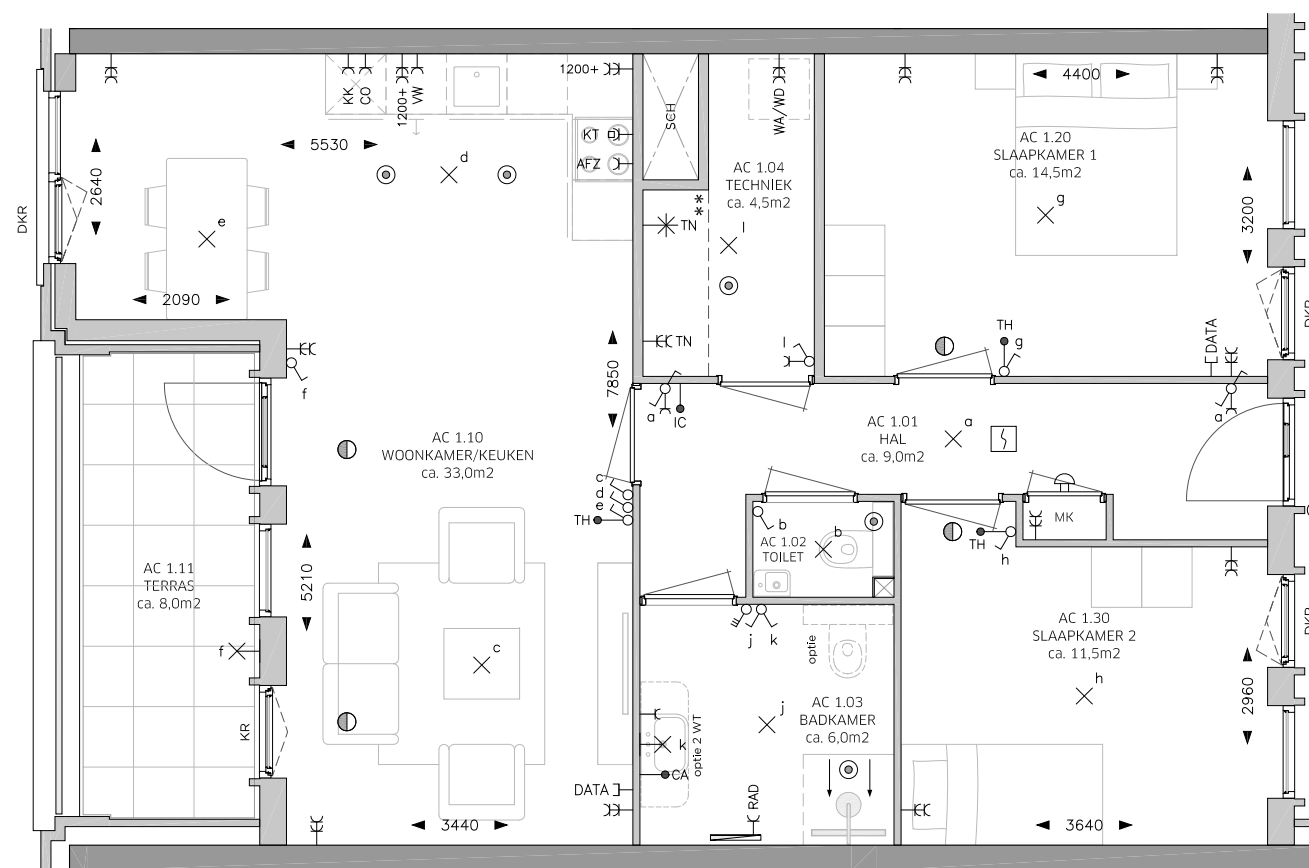 1200+
KK
CO
1200+
VW
SCH
WA/WD
4400
5530
d
KT
AFZ
AC 1.04
TECHNIEK
ca. 4,5m2
AC 1.20
SLAAPKAMER 1
ca. 14,5m2
2640
DKR
e
**
TN
l
g
3200
2090
TN
l
TH
g
DATA
DKR
f
7850
a
IC
a
AC 1.10
WOONKAMER/KEUKEN
ca. 33,0m2
AC 1.01
HAL
ca. 9,0m2
a
c
d
e
TH
b
AC 1.02
TOILET
b
TH
h
MK
AC 1.11
TERRAS
ca. 8,0m2
5210
f
c
j
k
optie
AC 1.30
SLAAPKAMER 2
ca. 11,5m2
h
DKR
2960
KR
AC 1.03
BADKAMER
ca. 6,0m2
j
k
optie 2 WT
CA
DATA
RAD
3440
3640